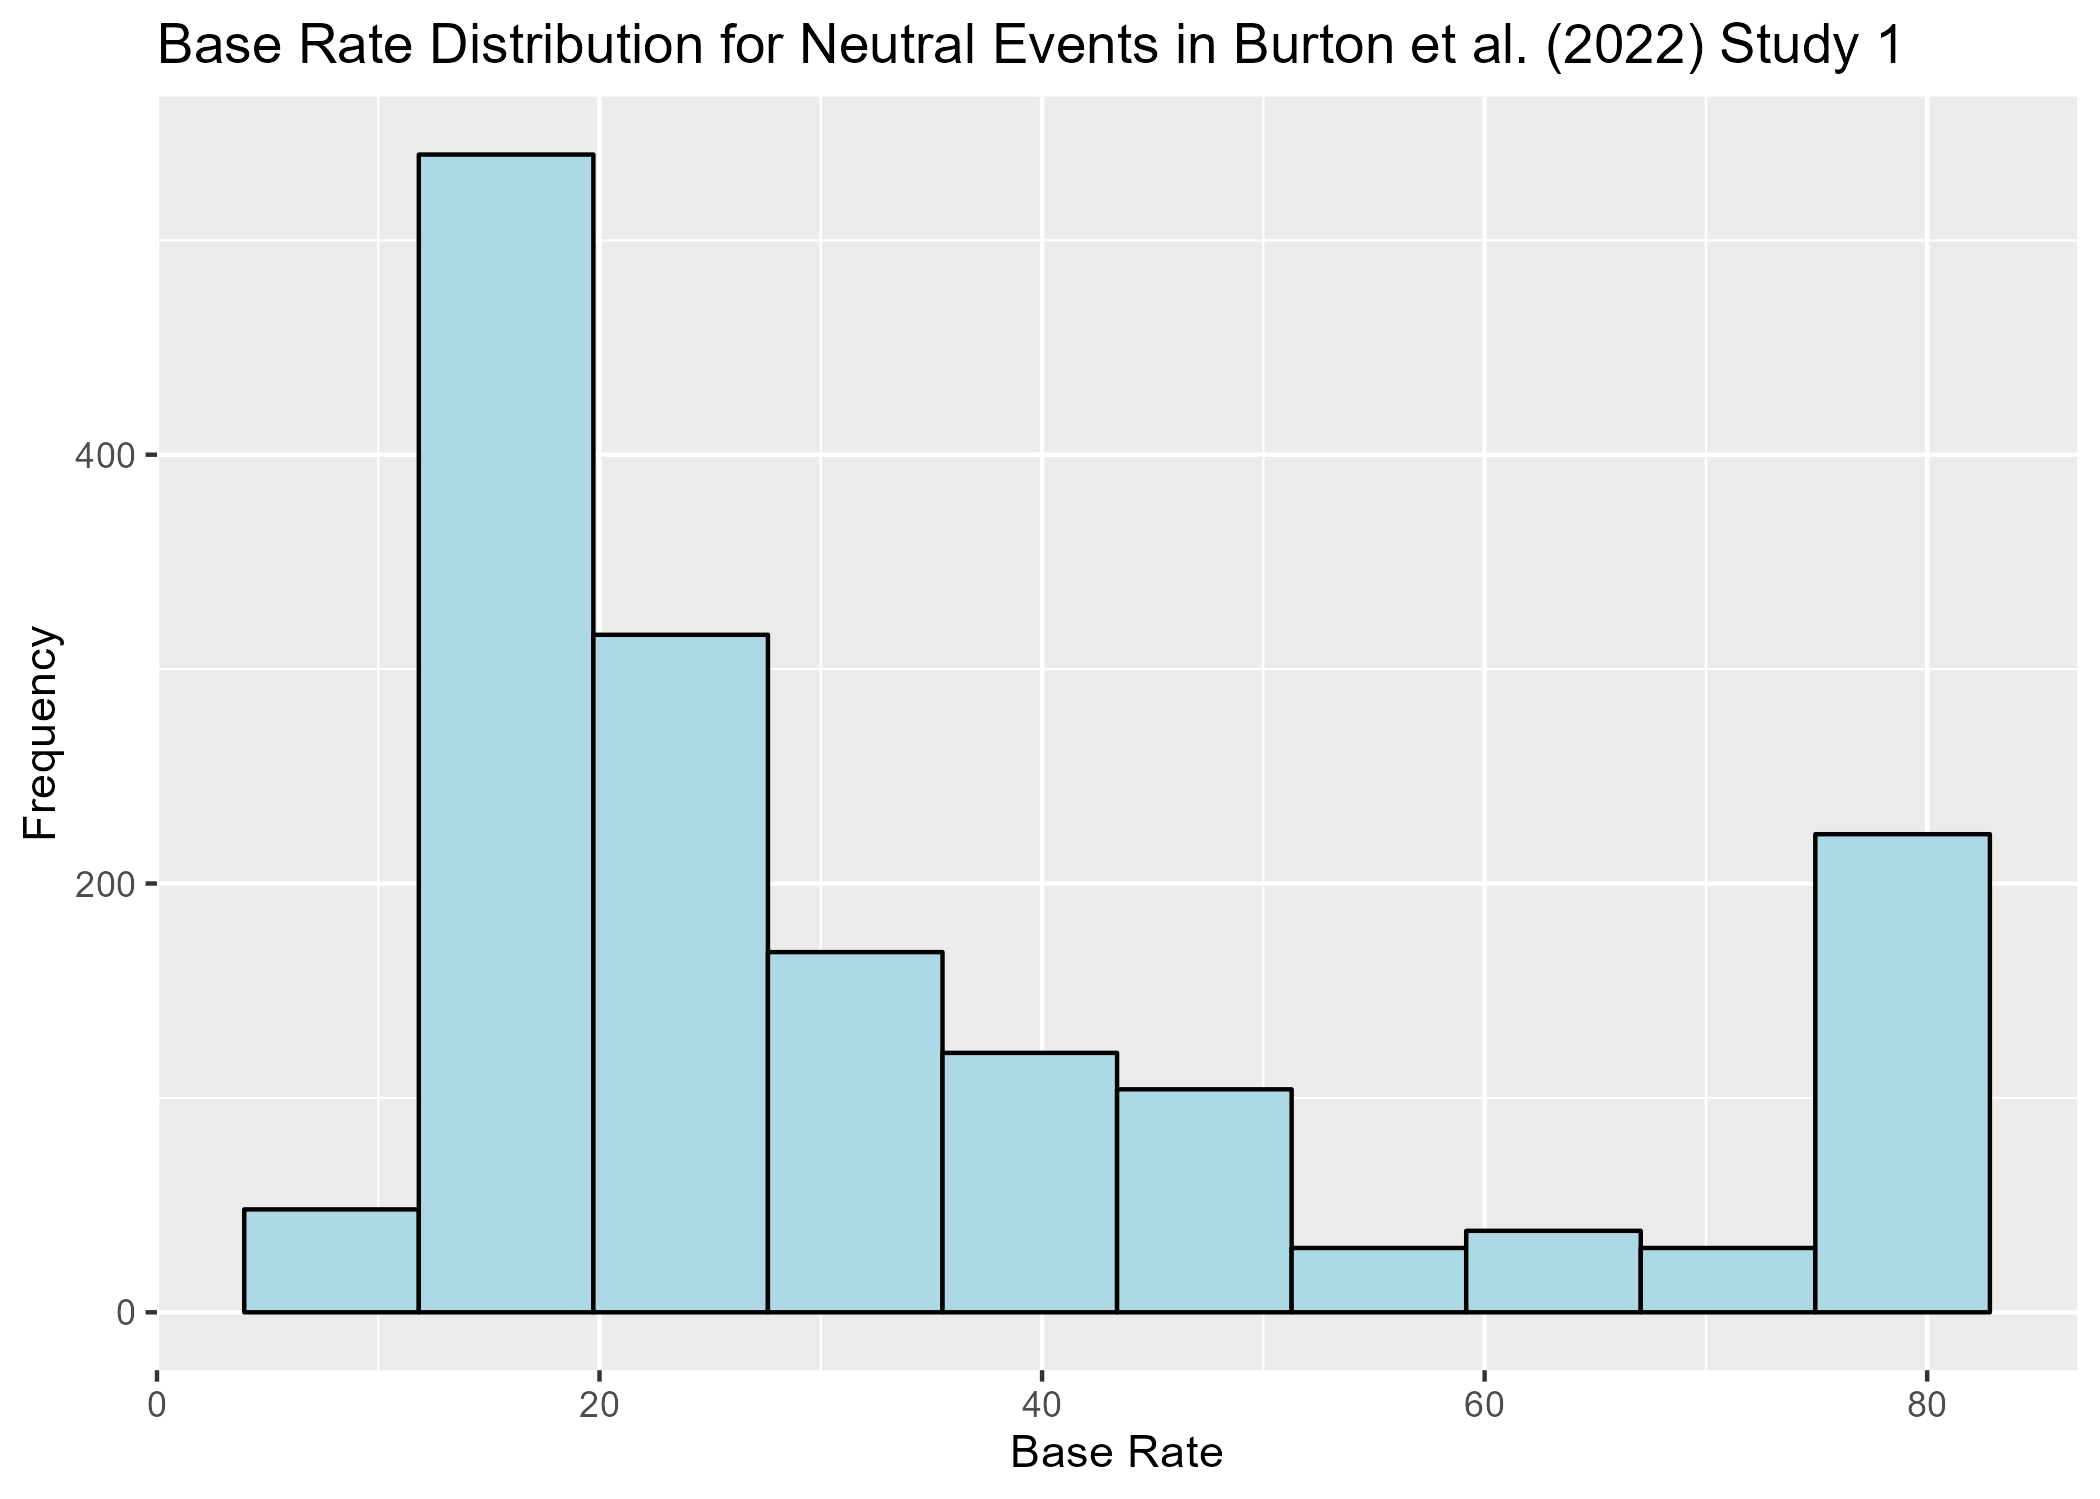 Base Rate Distribution for Neutral Events in Burton et al. (2022) Study 1
Frequency
400
200
0
0 20 40 60 80
Base Rate